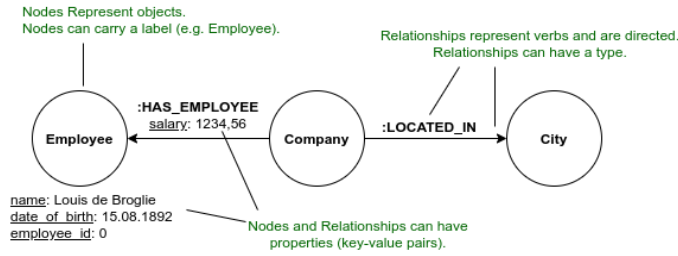 Nodes Represent objects.
Nodes can carry a label (e.g. Employee).
Relationships represent verbs and are directed.
Relationships can have a type.
:HAS_EMPLOYEE
salary: 1234,56
Employee
Company
:LOCATED_IN
City
name: Louis de Broglie
date_of_birth: 15.08.1892
employee_id: 0
Nodes and Relationships can have
properties (key-value pairs).